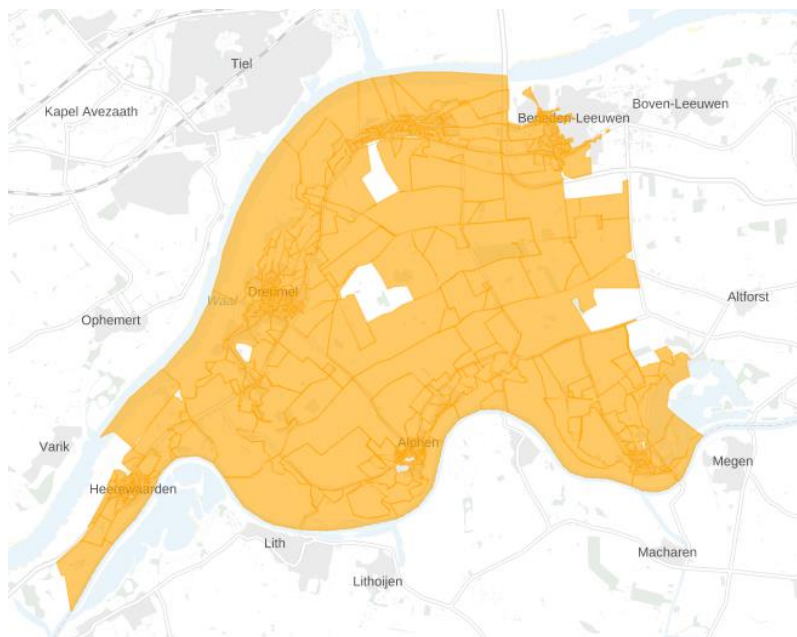 Tiel
Kapel Avezaath
Boven-Leeuwen
Beneden-Leeuwen
Dreumel
Waal
Altforst
Ophemert
Varik
Alphen
Megen
Heerewaarden
Lith
Macharen
Lithoijen